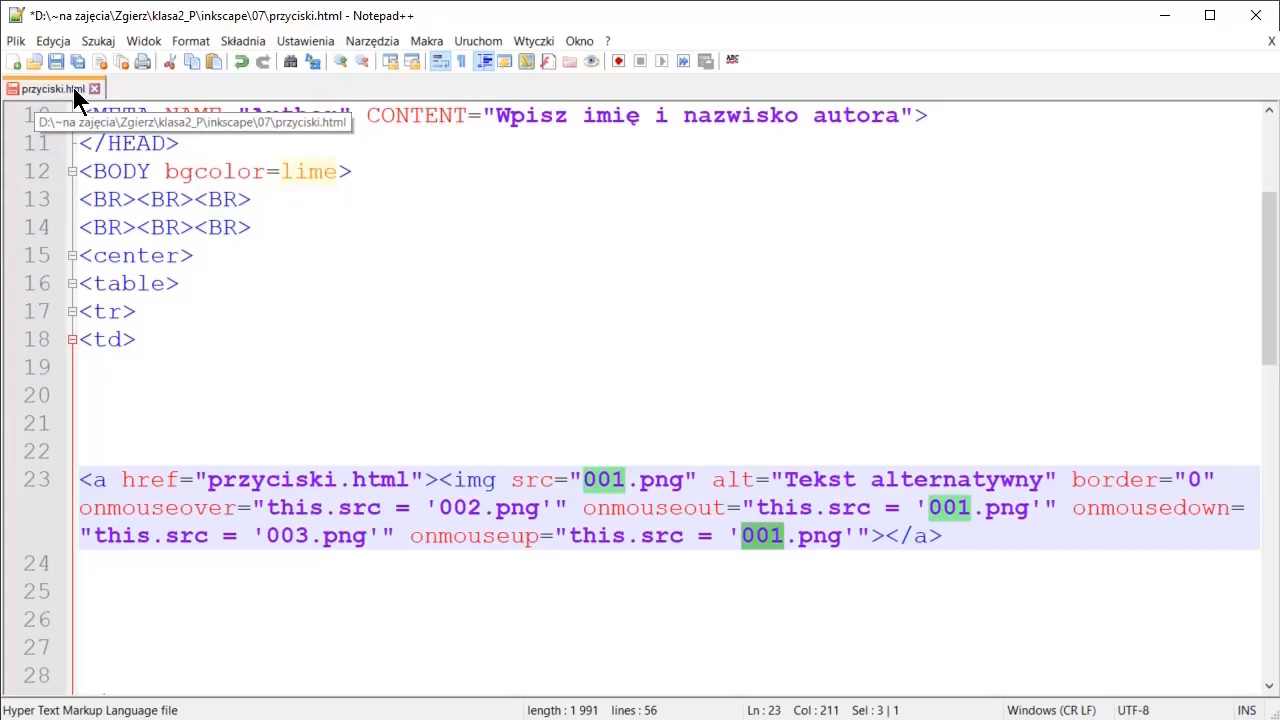 *D:\~na zajęcia\Zgierz\klasa2_P\inkscape\07\przyciski.html - Notepad++
Plik Edycja Szukaj Widok Format Składnia Ustawienia Narzędzia Makra Uruchom Wtyczki Okno ? X
ABC
przyciski.html
10 <META NAME="Author" CONTENT="Wpisz imię i nazwisko autora">
D:\~na zajęcia\Zgierz\klasa2_P\inkscape\07\przyciski.html
11 </HEAD>
12 <BODY bgcolor=lime>
13 <BR><BR><BR>
14 <BR><BR><BR>
15 <center>
16 <table>
17 <tr>
18 <td>
19
20
21
22
23 <a href="przyciski.html"><img src="001.png" alt="Tekst alternatywny" border="0"
onmouseover="this.src = '002.png'" onmouseout="this.src = '001.png'" onmousedown=
"this.src = '003.png'" onmouseup="this.src = '001.png'"></a>
24
25
26
27
28
Hyper Text Markup Language file length : 1 991 lines : 56 Ln : 23 Col : 211 Sel : 3 | 1 Windows (CR LF) UTF-8 INS